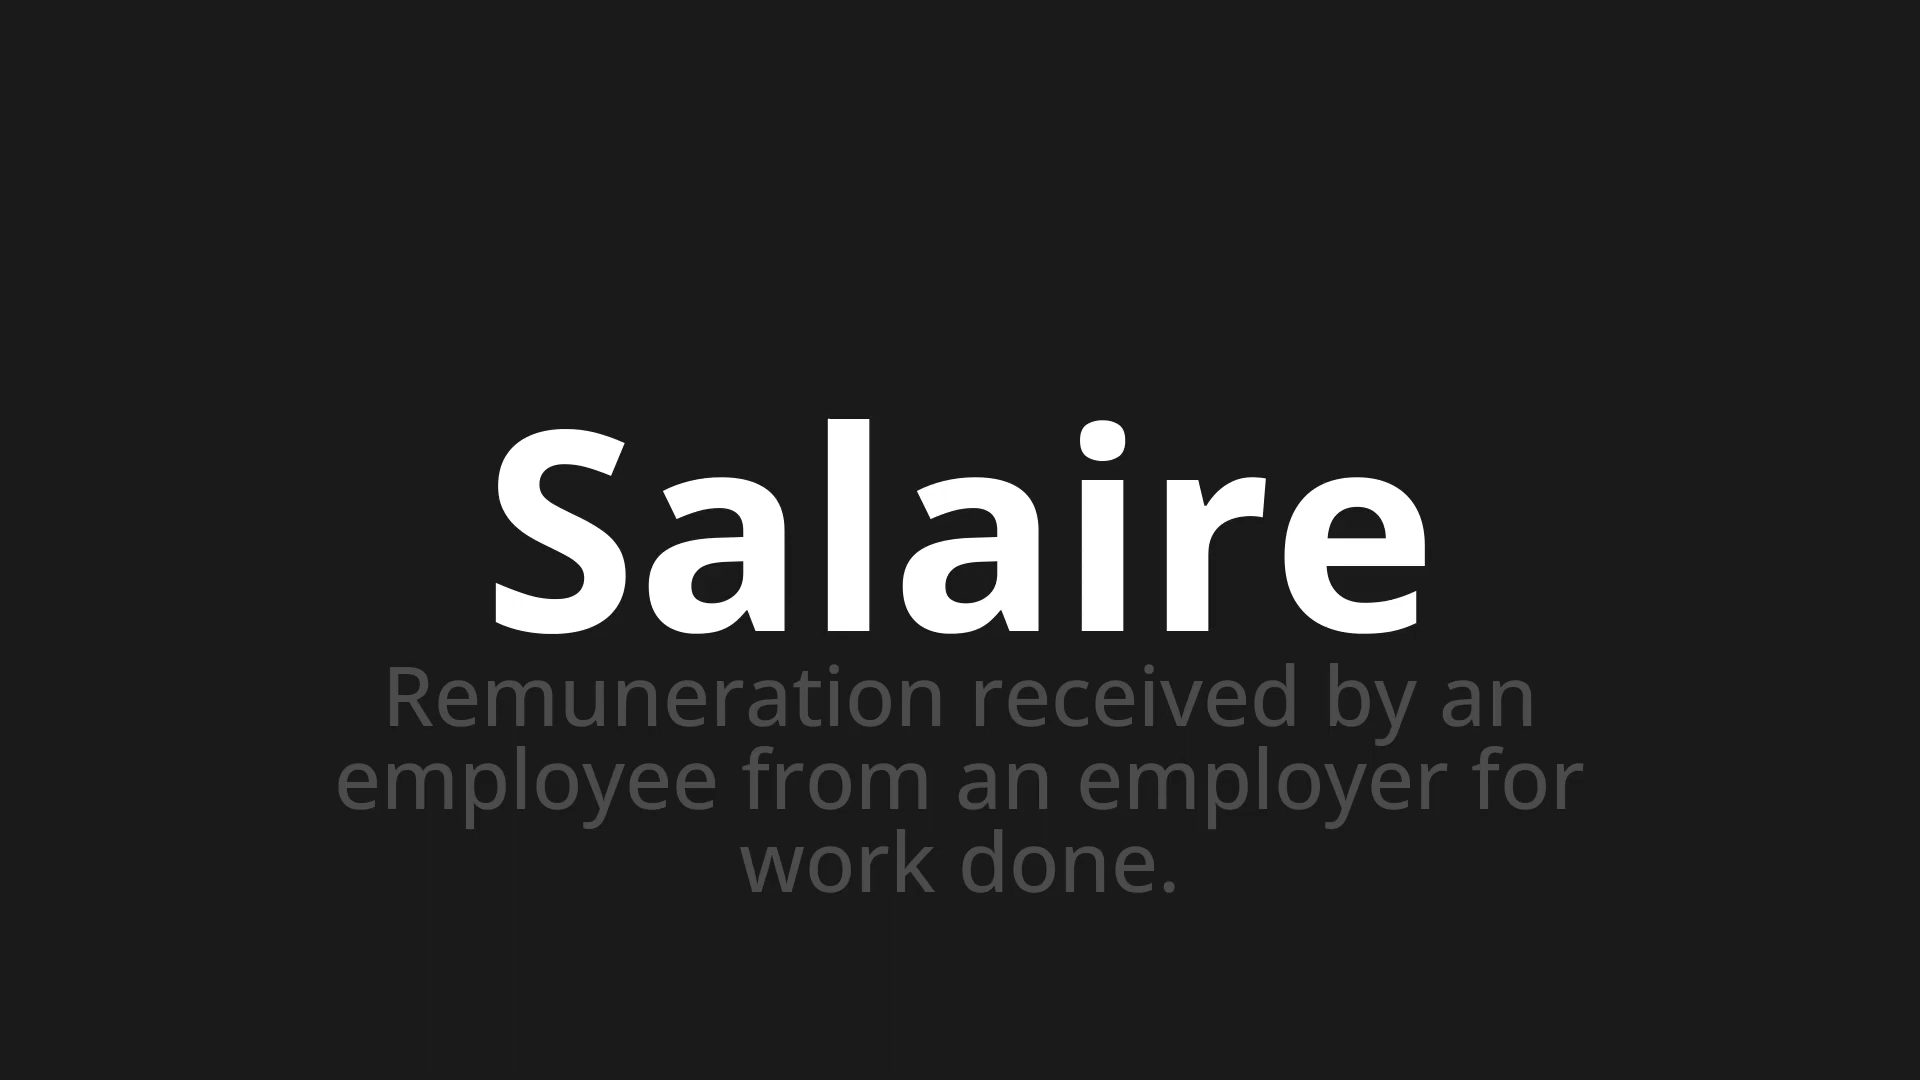 Salaire
Remuneration received by an
employee from an employer for
work done.